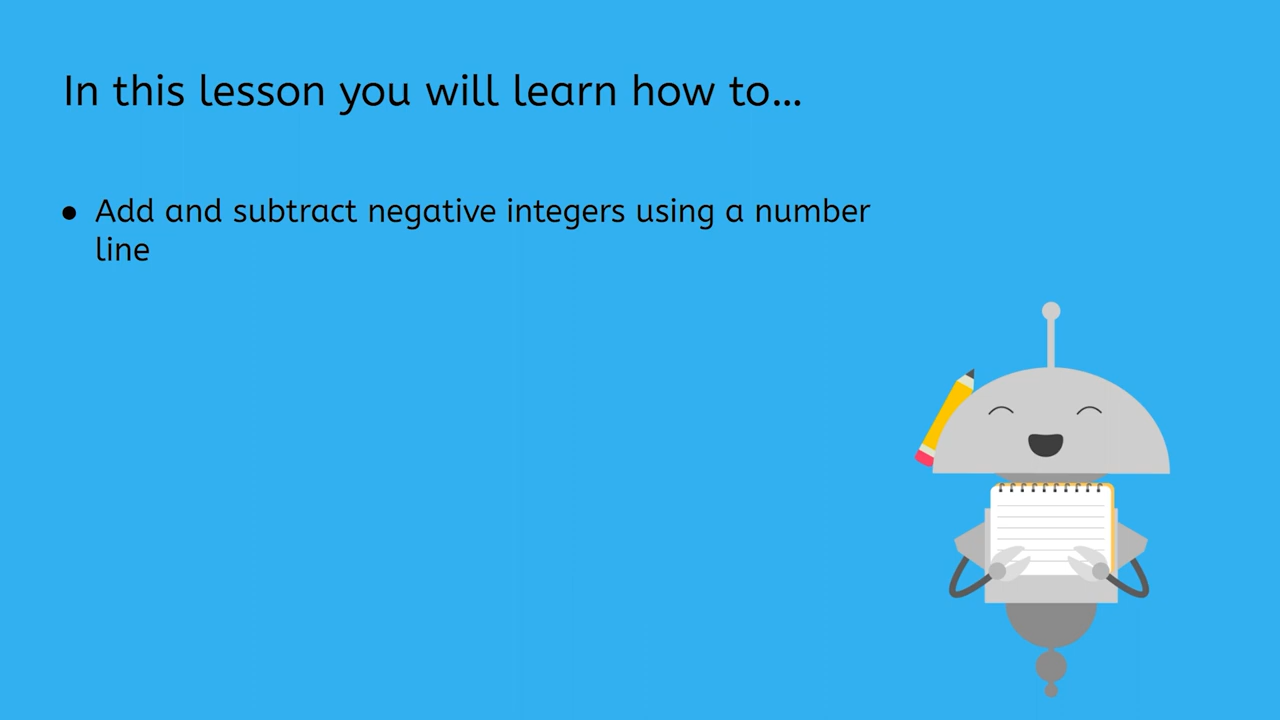 In this lesson you will learn how to...
● Add and subtract negative integers using a number
line